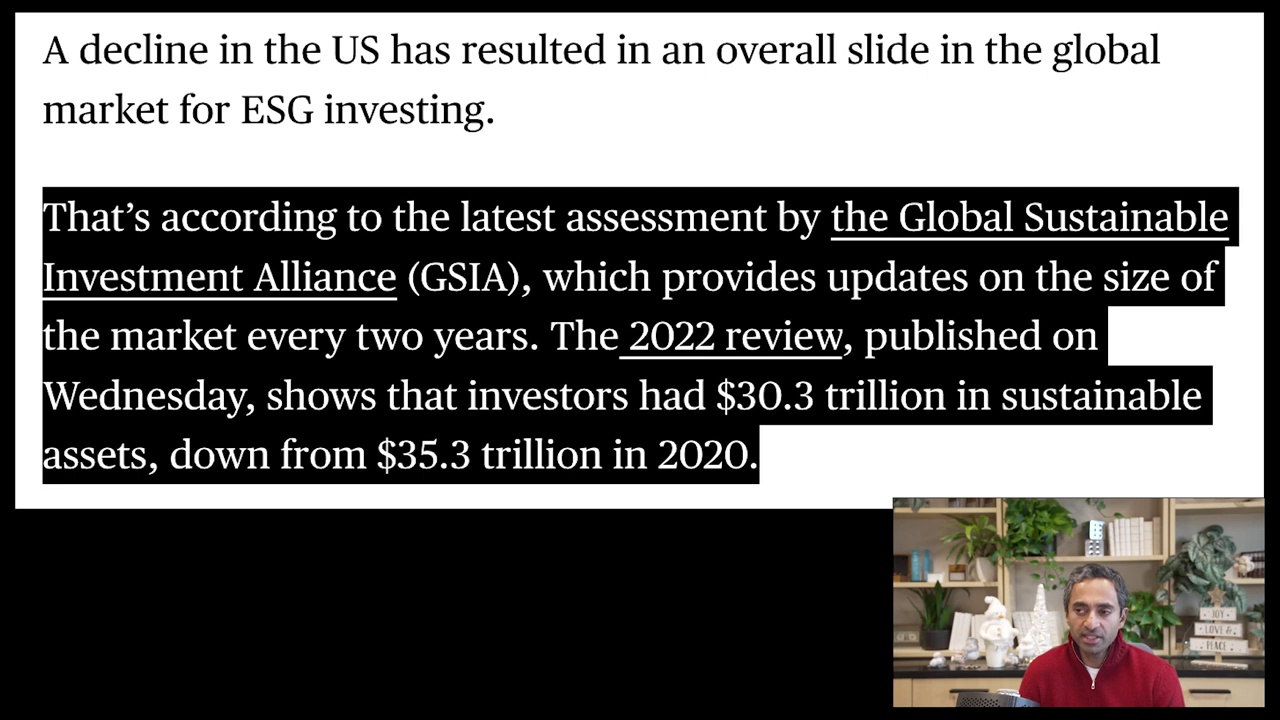 A decline in the US has resulted in an overall slide in the global
market for ESG investing.
That’s according to the latest assessment by the Global Sustainable
Investment Alliance (GSIA), which provides updates on the size of
the market every two years. The 2022 review, published on
Wednesday, shows that investors had $30.3 trillion in sustainable
assets, down from $35.3 trillion in 2020.
JOY
LOVE &
PEACE